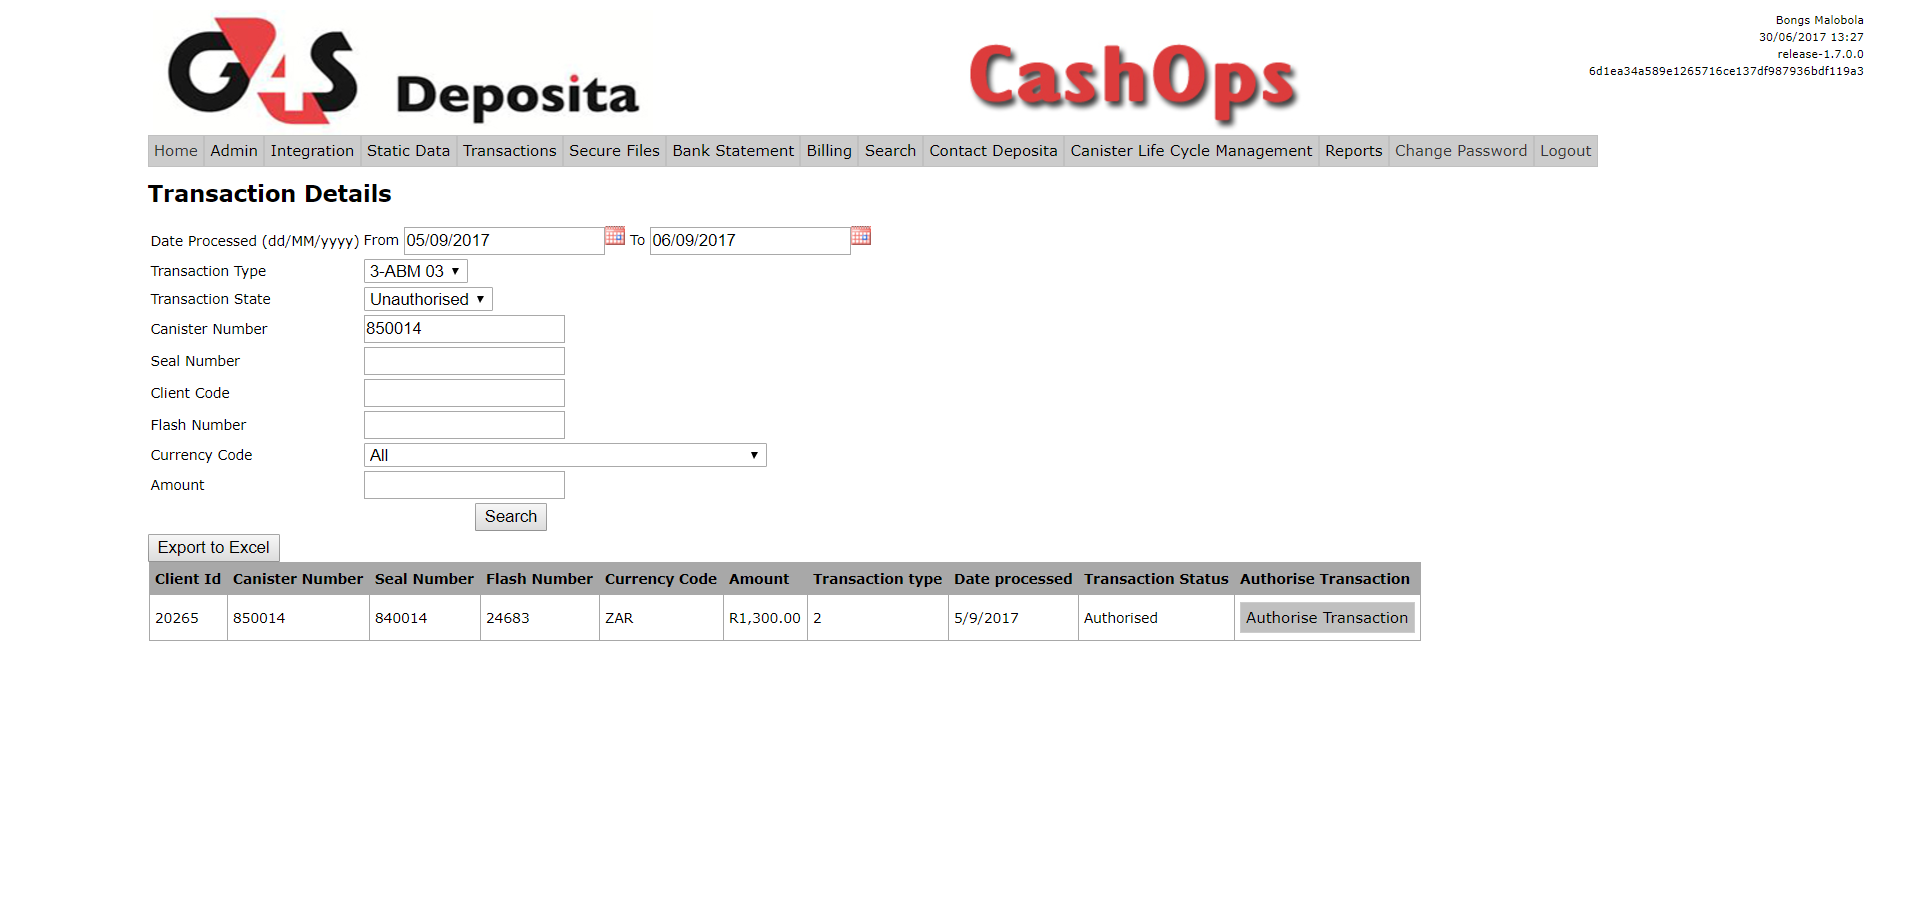 G4S Deposita
CashOps
Bongs Malobola
30/06/2017 13:27
release-1.7.0.0
6d1ea34a589e1265716ce137df987936bdf119a3
Home Admin Integration Static Data Transactions Secure Files Bank Statement Billing Search Contact Deposita Canister Life Cycle Management Reports Change Password Logout
Transaction Details
Date Processed (dd/MM/yyyy) From 05/09/2017 To 06/09/2017
Transaction Type 3-ABM 03
Transaction State Unauthorised
Canister Number 850014
Seal Number
Client Code
Flash Number
Currency Code All
Amount
Search
Export to Excel
Client Id Canister Number Seal Number Flash Number Currency Code Amount Transaction type Date processed Transaction Status Authorise Transaction
20265 850014 840014 24683 ZAR R1,300.00 2 5/9/2017 Authorised Authorise Transaction